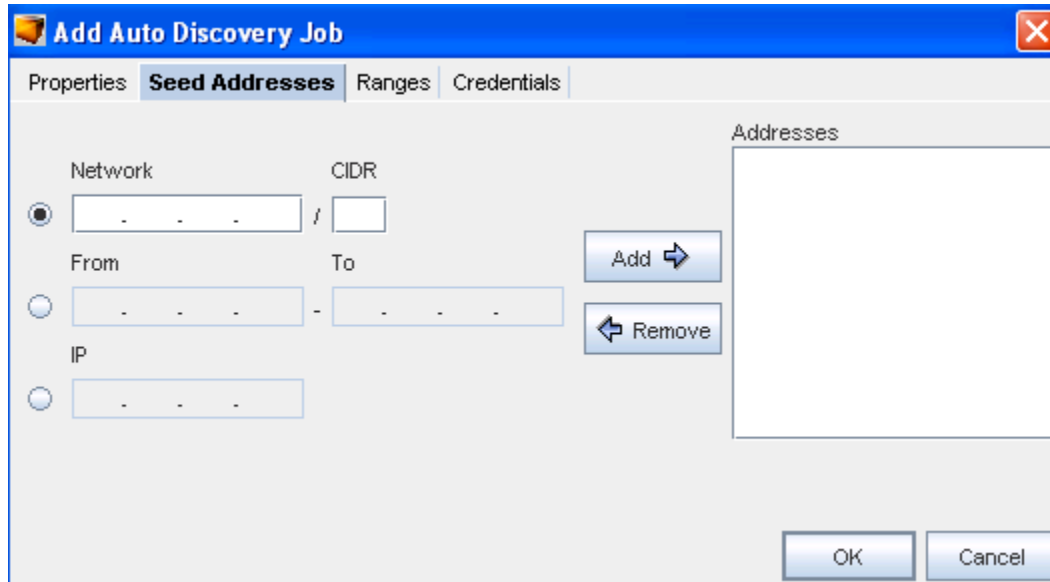 Add Auto Discovery Job
Properties Seed Addresses Ranges Credentials
Addresses
Network CIDR
. . . /
Add
From To
. . . - . . .
Remove
IP
. . .
OK Cancel